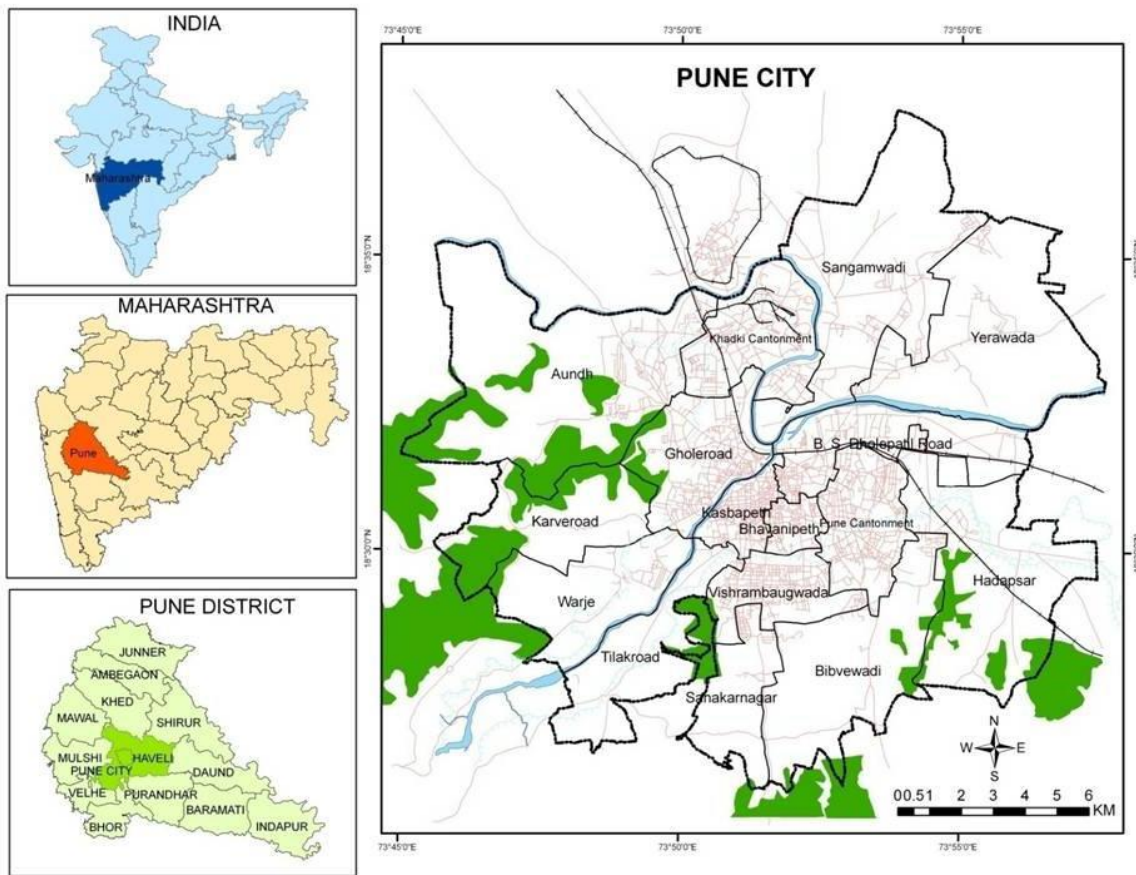 INDIA
Maharashtra
MAHARASHTRA
Pune
PUNE DISTRICT
JUNNER
AMBEGAON
KHED
MAWAL
SHIRUR
MULSHI
HAVELI
PUNE CITY
DAUND
VELHE
PURANDHAR
BARAMATI
BHOR
INDAPUR
73°45'0"E
73°50'0"E
73°55'0"E
PUNE CITY
18°35'0"N
Sangamwadi
Khadki Cantonment
Yerawada
Aundh
B. S. Dholepatil Road
Gholeroad
Kasbapeth
Karveroad
Bhavanipeth
Pune Cantonment
18°30'0"N
Hadapsar
Vishrambaugwada
Warje
Tilakroad
Bibvewadi
Sanakarnagar
N
W E
S
0 0.5 1 2 3 4 5 6
KM
73°45'0"E
73°50'0"E
73°55'0"E